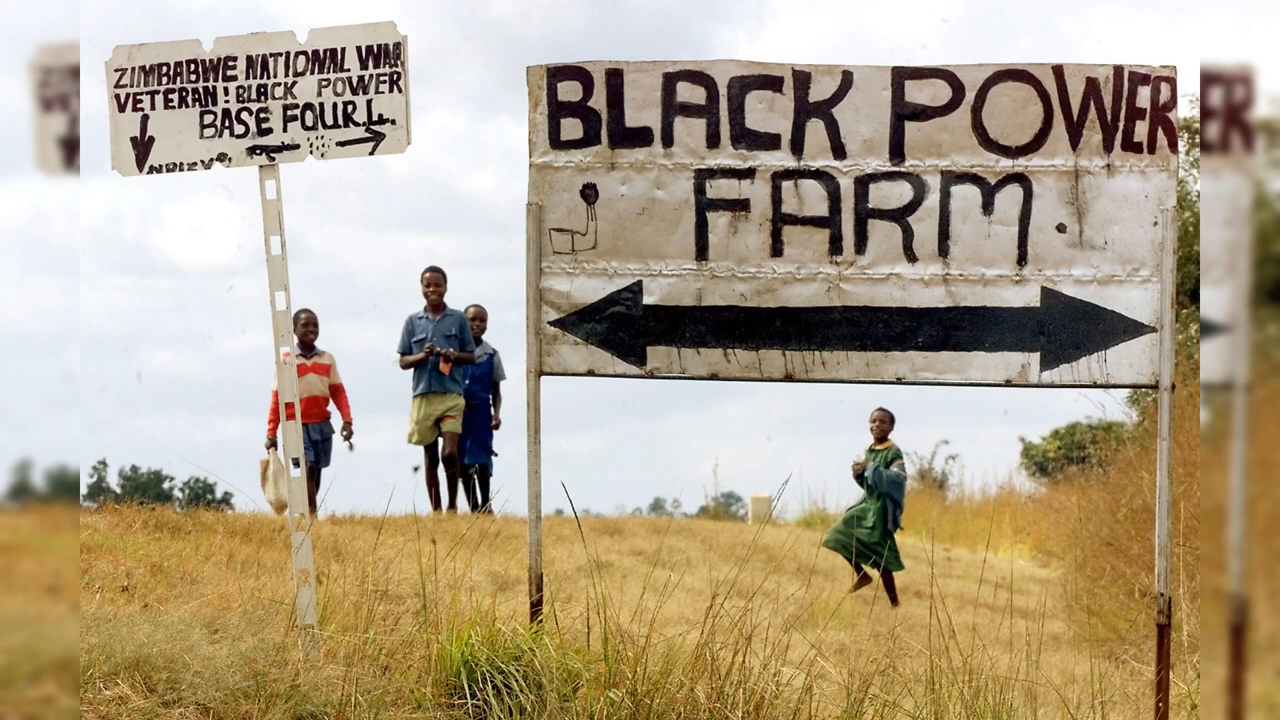 ZIMBABWE NATIONAL WAR
VETERAN! BLACK POWER
BASE FOUR.L.
BLACK POWER
FARM.